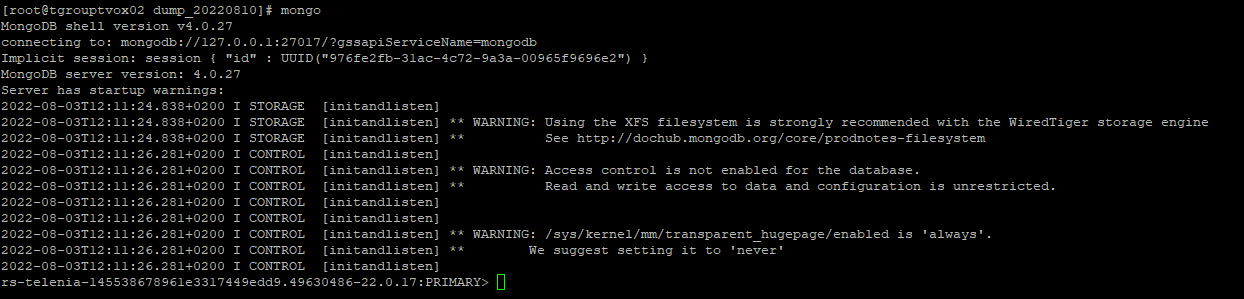 [root@tgrouptvox02 dump_20220810]# mongo
MongoDB shell version v4.0.27
connecting to: mongodb://127.0.0.1:27017/?gssapiServiceName=mongodb
Implicit session: session { "id" : UUID("976fe2fb-31ac-4c72-9a3a-00965f9696e2") }
MongoDB server version: 4.0.27
Server has startup warnings:
2022-08-03T12:11:24.838+0200 I STORAGE  [initandlisten]
2022-08-03T12:11:24.838+0200 I STORAGE  [initandlisten] ** WARNING: Using the XFS filesystem is strongly recommended with the WiredTiger storage engine
2022-08-03T12:11:24.838+0200 I STORAGE  [initandlisten] **          See http://dochub.mongodb.org/core/prodnotes-filesystem
2022-08-03T12:11:26.281+0200 I CONTROL  [initandlisten]
2022-08-03T12:11:26.281+0200 I CONTROL  [initandlisten] ** WARNING: Access control is not enabled for the database.
2022-08-03T12:11:26.281+0200 I CONTROL  [initandlisten] **          Read and write access to data and configuration is unrestricted.
2022-08-03T12:11:26.281+0200 I CONTROL  [initandlisten]
2022-08-03T12:11:26.281+0200 I CONTROL  [initandlisten]
2022-08-03T12:11:26.281+0200 I CONTROL  [initandlisten] ** WARNING: /sys/kernel/mm/transparent_hugepage/enabled is 'always'.
2022-08-03T12:11:26.281+0200 I CONTROL  [initandlisten] **        We suggest setting it to 'never'
2022-08-03T12:11:26.281+0200 I CONTROL  [initandlisten]
rs-telenia-145538678961e3317449edd9.49630486-22.0.17:PRIMARY>